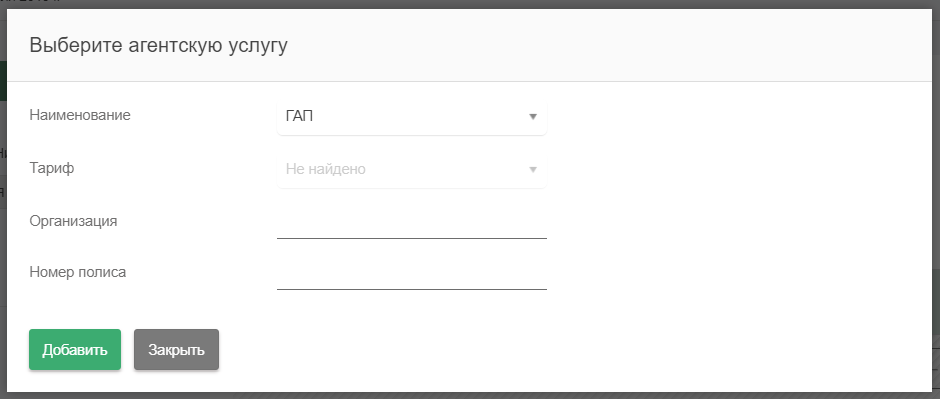 Выберите агентскую услугу
Наименование ГАП
Тариф Не найдено
Организация
Номер полиса
Добавить Закрыть